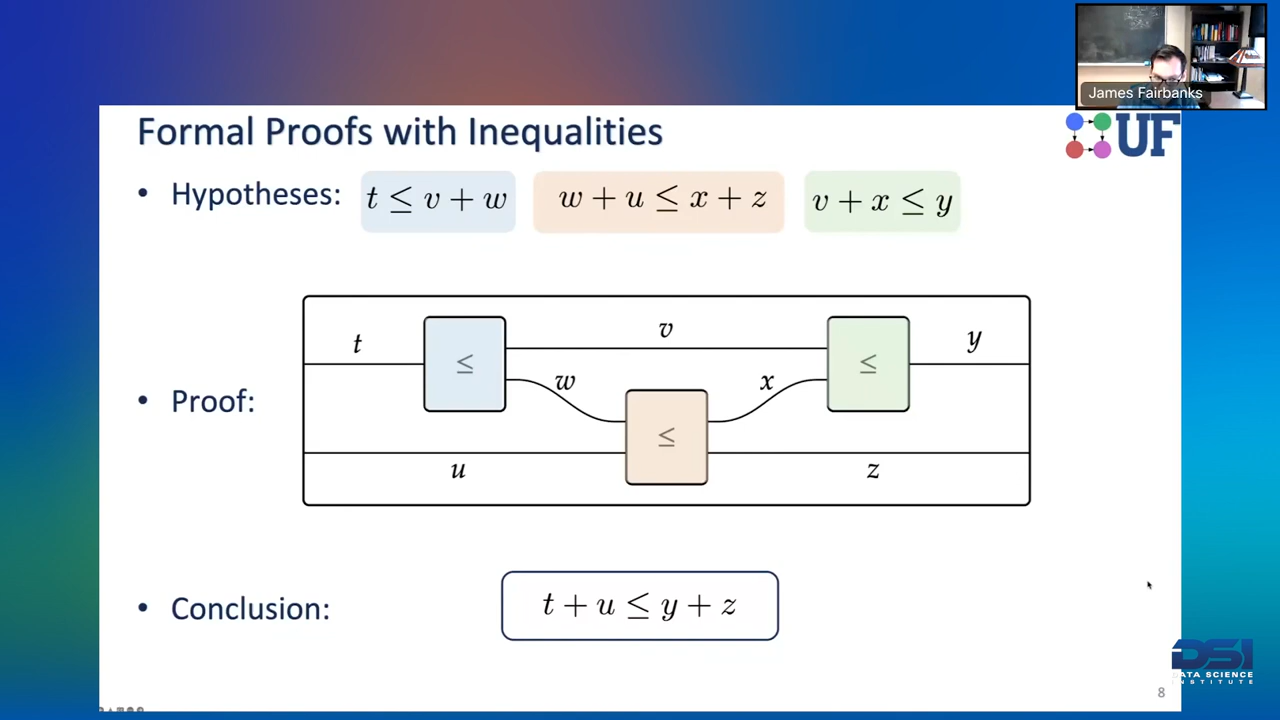 James Fairbanks
Formal Proofs with Inequalities
UF
• Hypotheses: t ≤ v + w w + u ≤ x + z v + x ≤ y
t v y
≤ ≤
w x
• Proof:
≤
u z
• Conclusion: t + u ≤ y + z
DSI
DATA SCIENCE
INSTITUTE
8